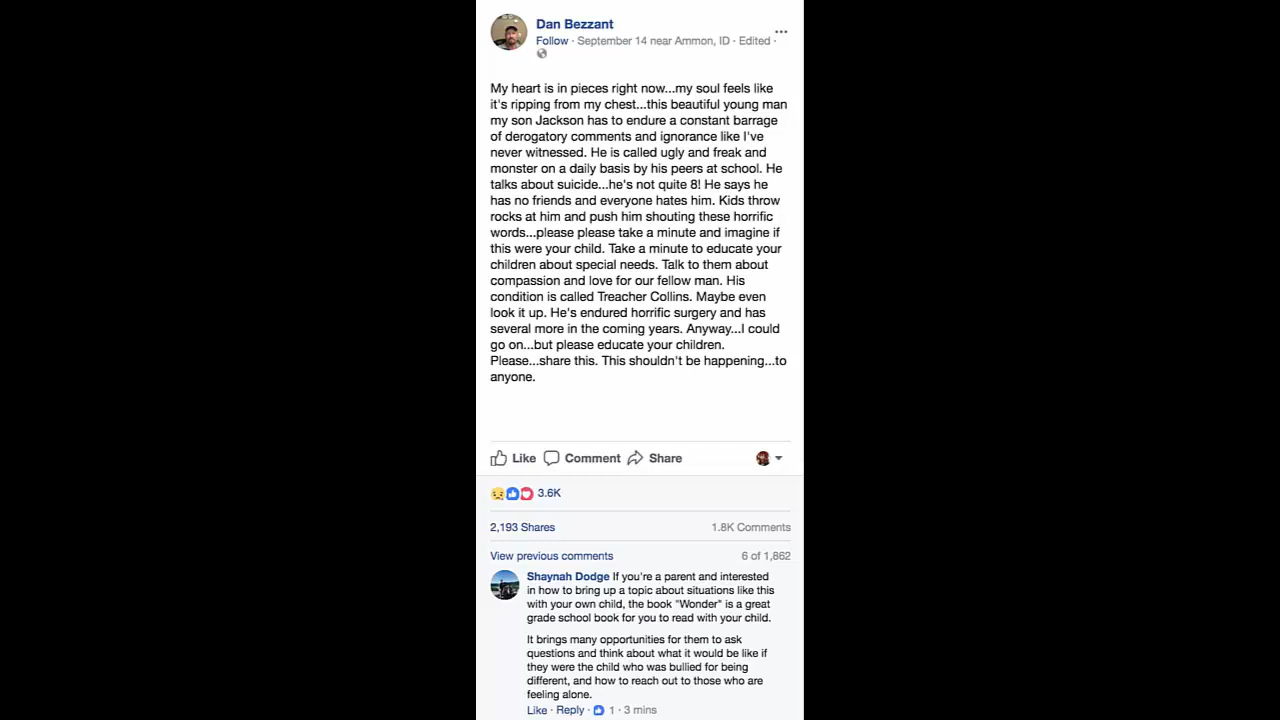 Dan Bezzant
Follow · September 14 near Ammon, ID · Edited ·
My heart is in pieces right now...my soul feels like
it's ripping from my chest...this beautiful young man
my son Jackson has to endure a constant barrage
of derogatory comments and ignorance like I've
never witnessed. He is called ugly and freak and
monster on a daily basis by his peers at school. He
talks about suicide...he's not quite 8! He says he
has no friends and everyone hates him. Kids throw
rocks at him and push him shouting these horrific
words...please please take a minute and imagine if
this were your child. Take a minute to educate your
children about special needs. Talk to them about
compassion and love for our fellow man. His
condition is called Treacher Collins. Maybe even
look it up. He's endured horrific surgery and has
several more in the coming years. Anyway...I could
go on...but please educate your children.
Please...share this. This shouldn't be happening...to
anyone.
Like Comment Share
3.6K
2,193 Shares 1.8K Comments
View previous comments 6 of 1,862
Shaynah Dodge If you're a parent and interested
in how to bring up a topic about situations like this
with your own child, the book "Wonder" is a great
grade school book for you to read with your child.
It brings many opportunities for them to ask
questions and think about what it would be like if
they were the child who was bullied for being
different, and how to reach out to those who are
feeling alone.
Like · Reply · 1 · 3 mins